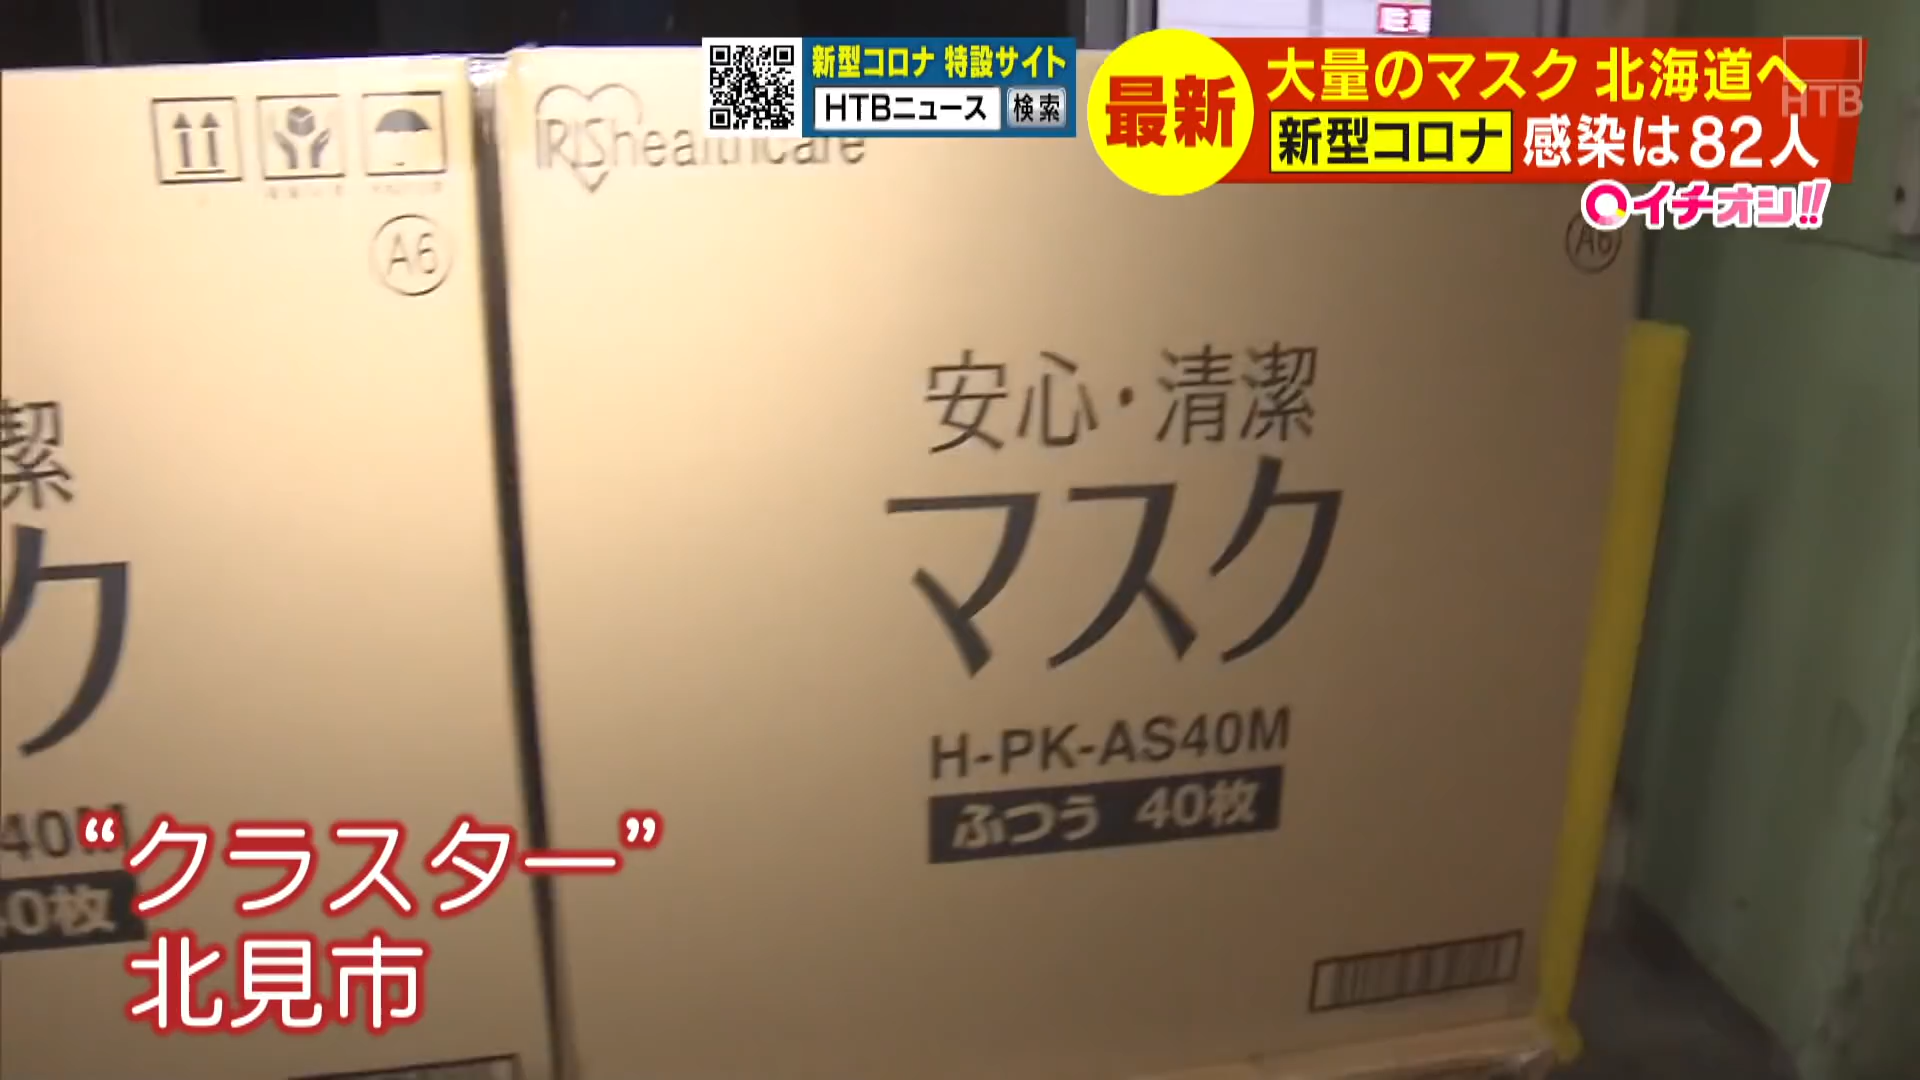 新型コロナ 特設サイト
HTBニュース 検索
最新
大量のマスク 北海道へ
新型コロナ 感染は82人
HTB
イチオシ!!
IRIShealthcare
A6
A6
安心・清潔
マスク
H-PK-AS40M
ふつう 40枚
潔
ク
40M
40枚
“クラスター”
北見市